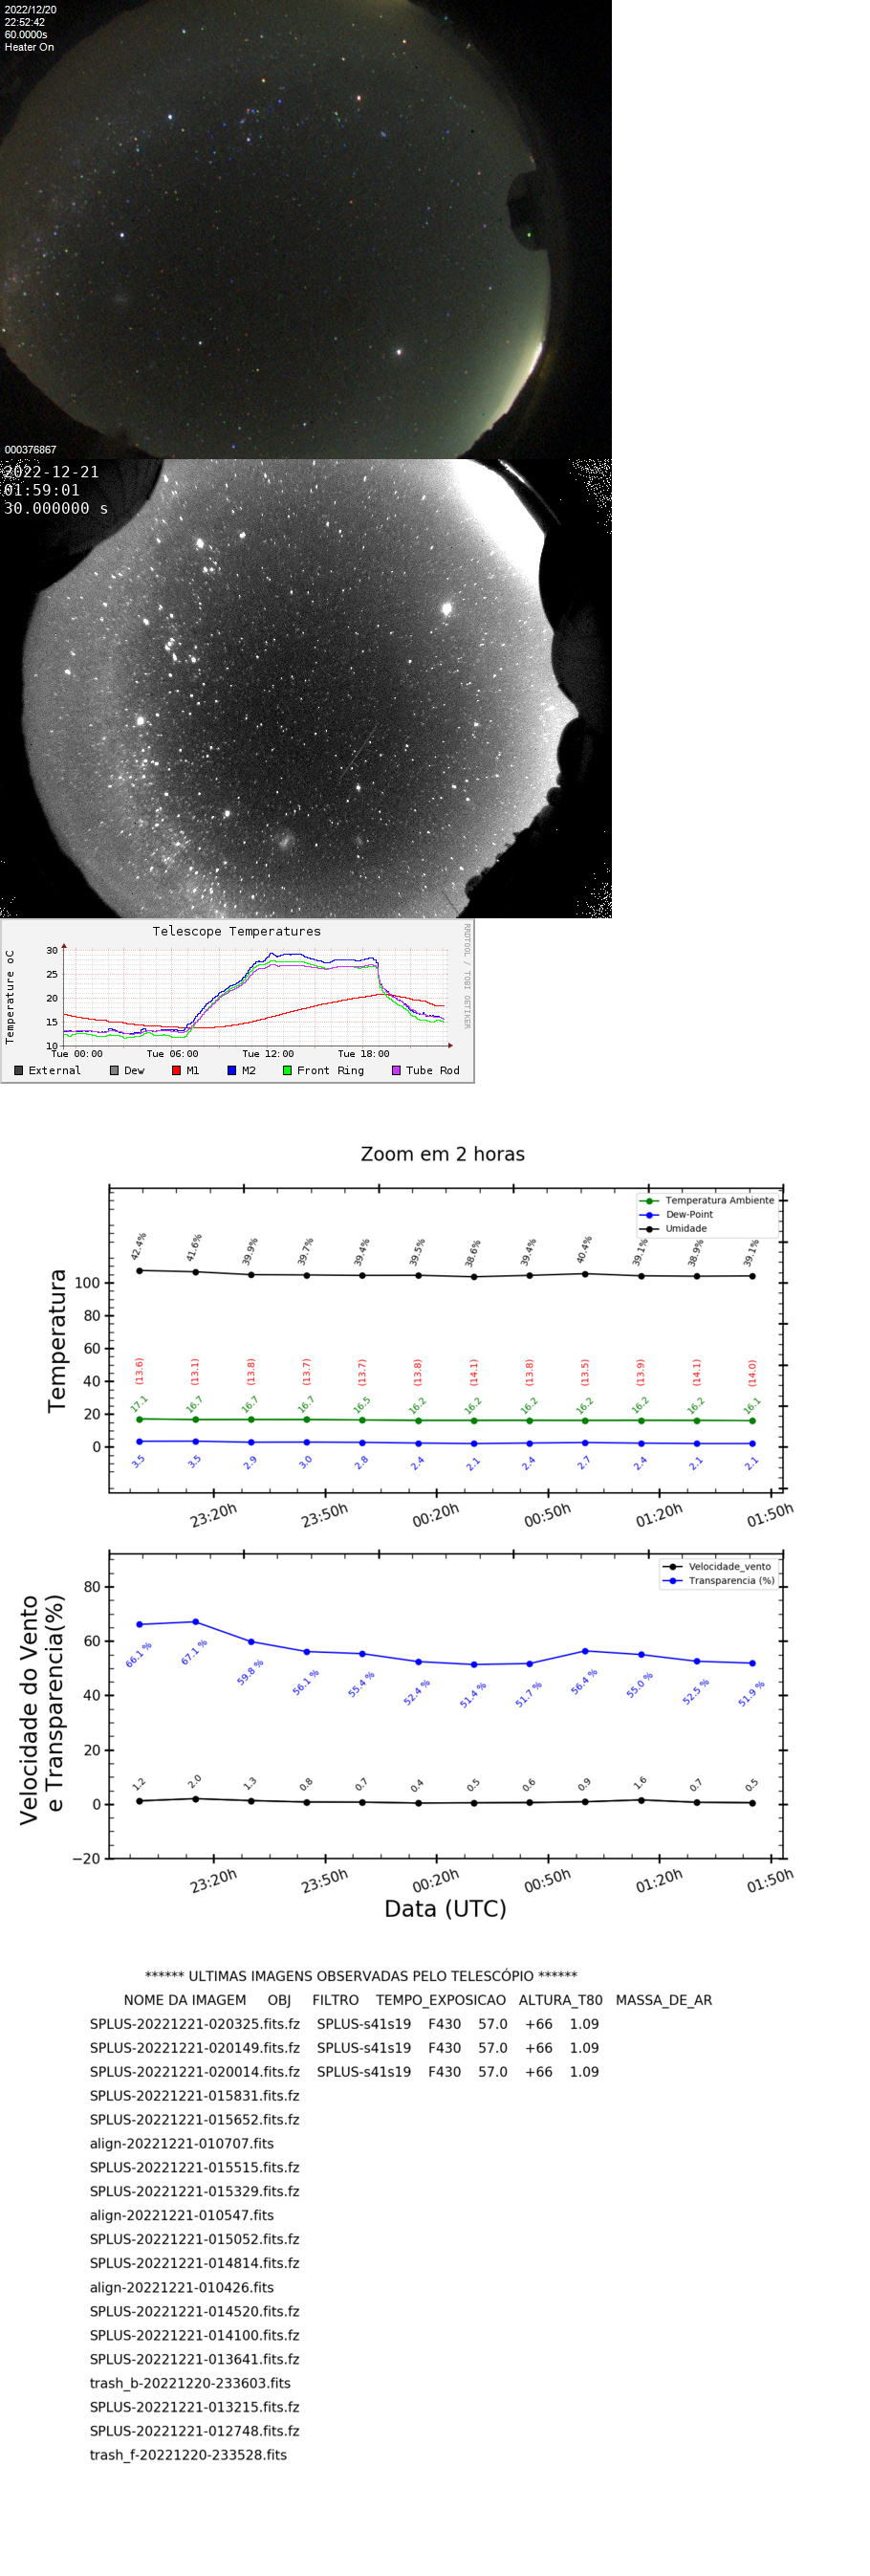 2022/12/20
22:52:42
60.0000s
Heater On
000376867
2022-12-21
01:59:01
30.000000 s
Telescope Temperatures
RRDTOOL / TOBI OETIKER
Temperature oC
30
25
20
15
10
Tue 00:00 Tue 06:00 Tue 12:00 Tue 18:00
External Dew M1 M2 Front Ring Tube Rod
Zoom em 2 horas
Temperatura Ambiente
Dew-Point
Umidade
42.4% 41.6% 39.9% 39.7% 39.4% 39.5% 38.6% 39.4% 40.4% 39.1% 38.9% 39.1%
Temperatura
100
80
60
40
20
0
(13.6) (13.1) (13.8) (13.7) (13.7) (13.8) (14.1) (13.8) (13.5) (13.9) (14.1) (14.0)
17.1 16.7 16.7 16.7 16.5 16.2 16.2 16.2 16.2 16.2 16.2 16.1
3.5 3.5 2.9 3.0 2.8 2.4 2.1 2.4 2.7 2.4 2.1 2.1
23:20h 23:50h 00:20h 00:50h 01:20h 01:50h
Velocidade_vento
Transparencia (%)
Velocidade do Vento
e Transparencia(%)
80
60
40
20
0
−20
66.1 % 67.1 % 59.8 % 56.1 % 55.4 % 52.4 % 51.4 % 51.7 % 56.4 % 55.0 % 52.5 % 51.9 %
1.2 2.0 1.3 0.8 0.7 0.4 0.5 0.6 0.9 1.6 0.7 0.5
23:20h 23:50h 00:20h 00:50h 01:20h 01:50h
Data (UTC)
****** ULTIMAS IMAGENS OBSERVADAS PELO TELESCÓPIO ******
NOME DA IMAGEM OBJ FILTRO TEMPO_EXPOSICAO ALTURA_T80 MASSA_DE_AR
SPLUS-20221221-020325.fits.fz SPLUS-s41s19 F430 57.0 +66 1.09
SPLUS-20221221-020149.fits.fz SPLUS-s41s19 F430 57.0 +66 1.09
SPLUS-20221221-020014.fits.fz SPLUS-s41s19 F430 57.0 +66 1.09
SPLUS-20221221-015831.fits.fz
SPLUS-20221221-015652.fits.fz
align-20221221-010707.fits
SPLUS-20221221-015515.fits.fz
SPLUS-20221221-015329.fits.fz
align-20221221-010547.fits
SPLUS-20221221-015052.fits.fz
SPLUS-20221221-014814.fits.fz
align-20221221-010426.fits
SPLUS-20221221-014520.fits.fz
SPLUS-20221221-014100.fits.fz
SPLUS-20221221-013641.fits.fz
trash_b-20221220-233603.fits
SPLUS-20221221-013215.fits.fz
SPLUS-20221221-012748.fits.fz
trash_f-20221220-233528.fits